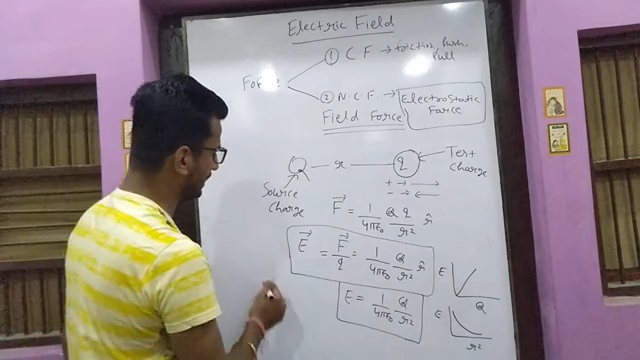 Electric Field
① C.F. → friction, Push, Pull
Force
② N C F. → ElectroStatic Force
Field Force
Q — r — q ← Test Charge
+ → →
− → ←
Source Charge
F = 1/4πε₀ Qq/r² r̂
E = F/q = 1/4πε₀ Q/r² r̂
E
Q
E = 1/4πε₀ Q/r²
E
r²